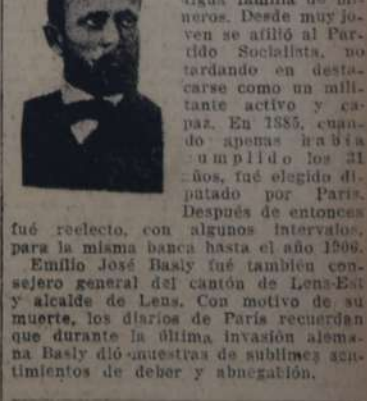 tigua familia de mi-
neros. Desde muy jo-
ven se afilió al Par-
tido Socialista, no
tardando en desta-
carse como un mili-
tante activo y ca-
paz. En 1885, cuan-
do apenas había
umplido los 31
ños, fué elegido di-
putado por París.
Después de entonces
fué reelecto, con algunos intervalos,
para la misma banca hasta el año 1906.
Emilio José Basly fué también con-
sejero general del cantón de Lens-Est
y alcalde de Lens. Con motivo de su
muerte, los diarios de París recuerdan
que durante la última invasión alema-
na Basly dió muestras de sublimes sen-
timientos de deber y abnegación.